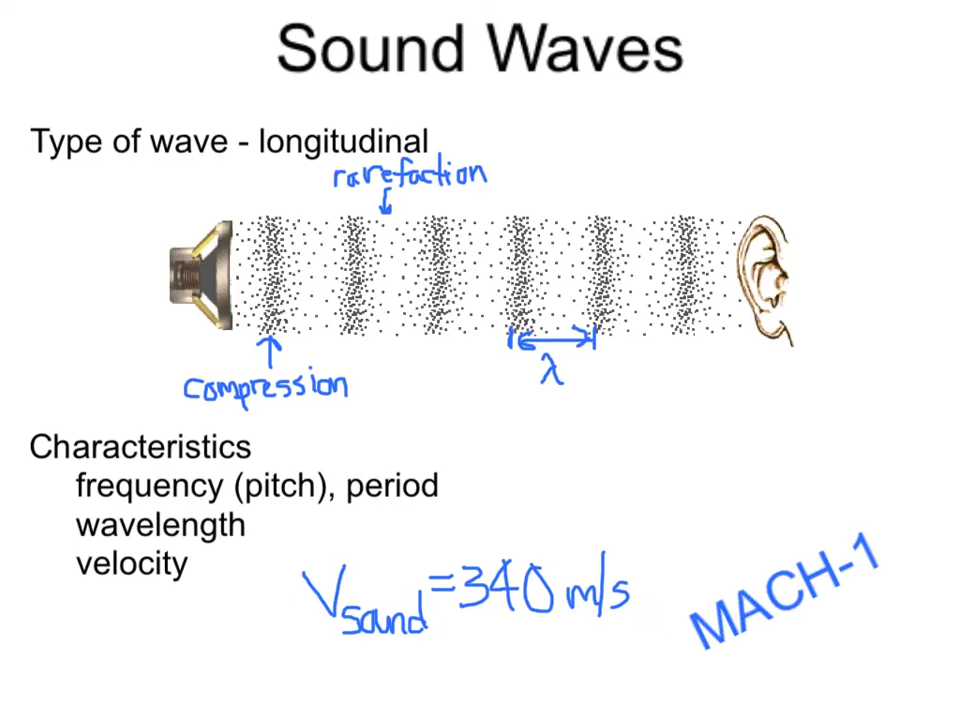 Sound Waves
Type of wave - longitudinal
rarefaction
compression
λ
Characteristics
frequency (pitch), period
wavelength
velocity
Vsound = 340 m/s
MACH-1